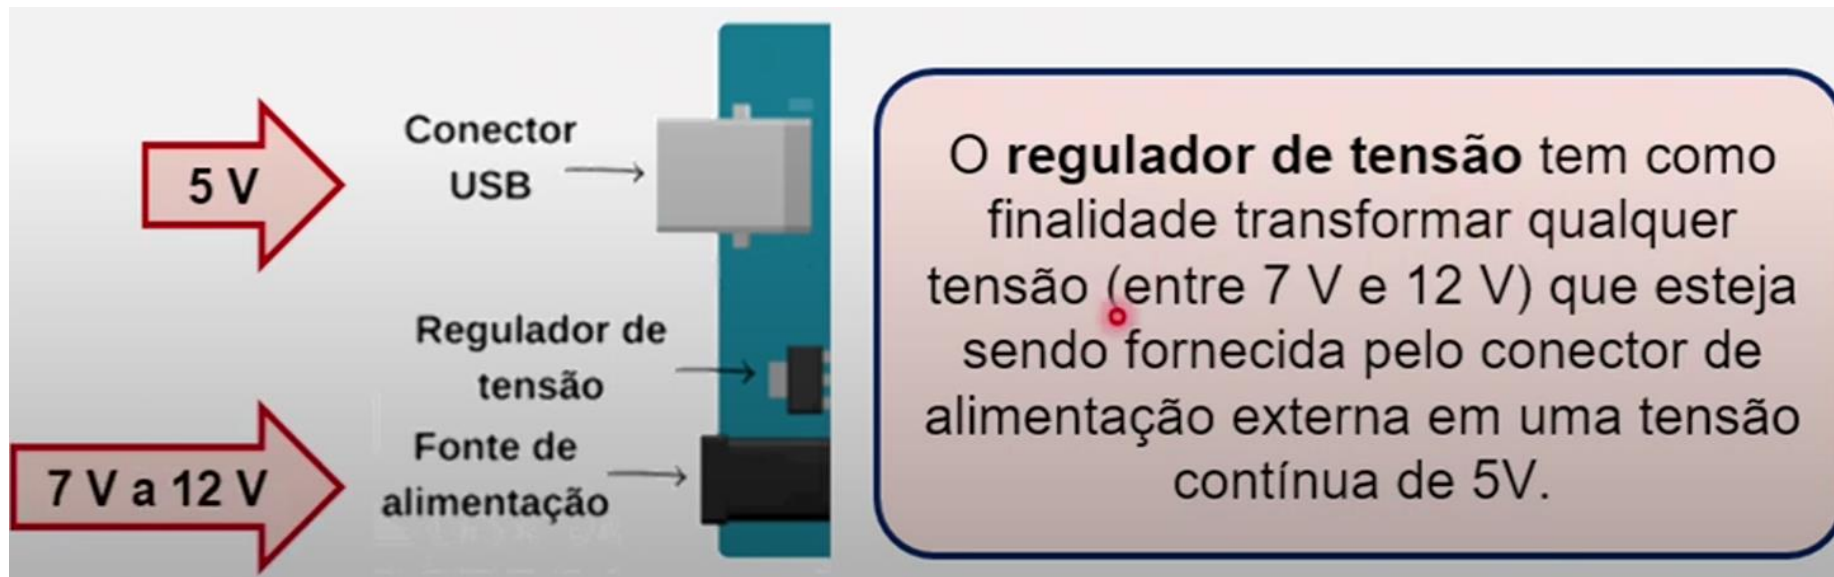 5 V
Conector
USB
Regulador de
tensão
7 V a 12 V
Fonte de
alimentação
O regulador de tensão tem como
finalidade transformar qualquer
tensão (entre 7 V e 12 V) que esteja
sendo fornecida pelo conector de
alimentação externa em uma tensão
contínua de 5V.